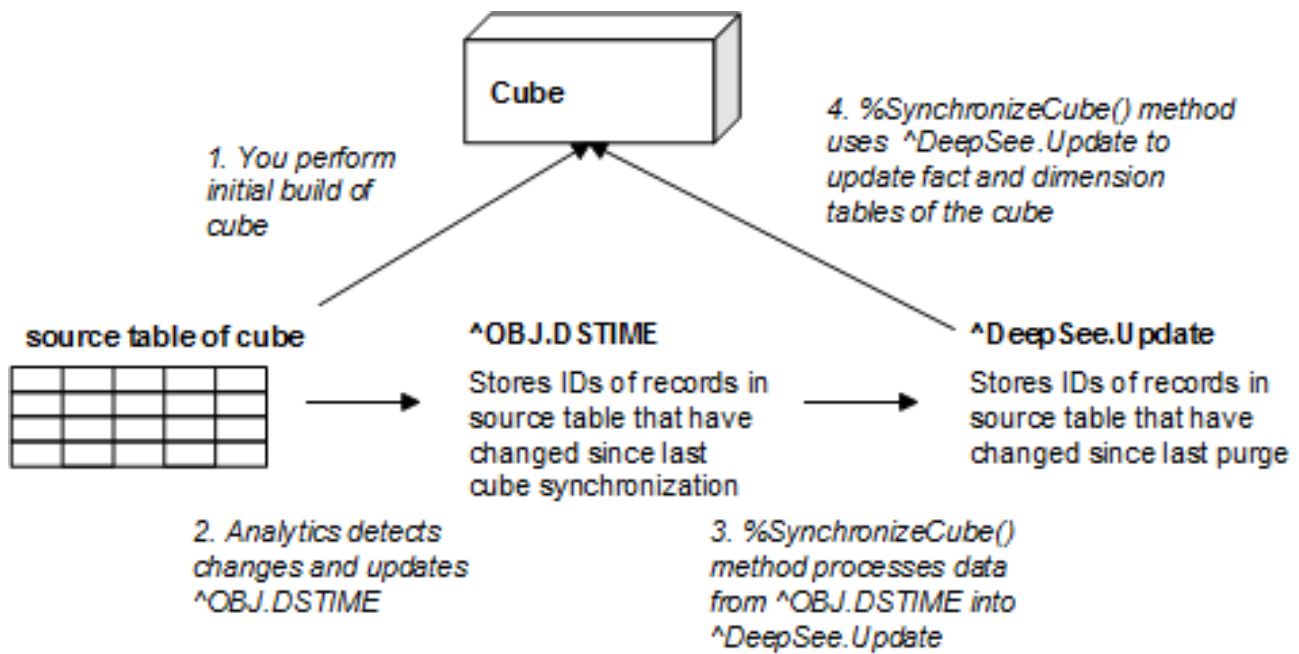 Cube
1. You perform
initial build of
cube
4. %SynchronizeCube() method
uses ^DeepSee.Update to
update fact and dimension
tables of the cube
source table of cube
^OBJ.DSTIME
Stores IDs of records in
source table that have
changed since last
cube synchronization
^DeepSee.Update
Stores IDs of records in
source table that have
changed since last purge
2. Analytics detects
changes and updates
^OBJ.DSTIME
3. %SynchronizeCube()
method processes data
from ^OBJ.DSTIME into
^DeepSee.Update